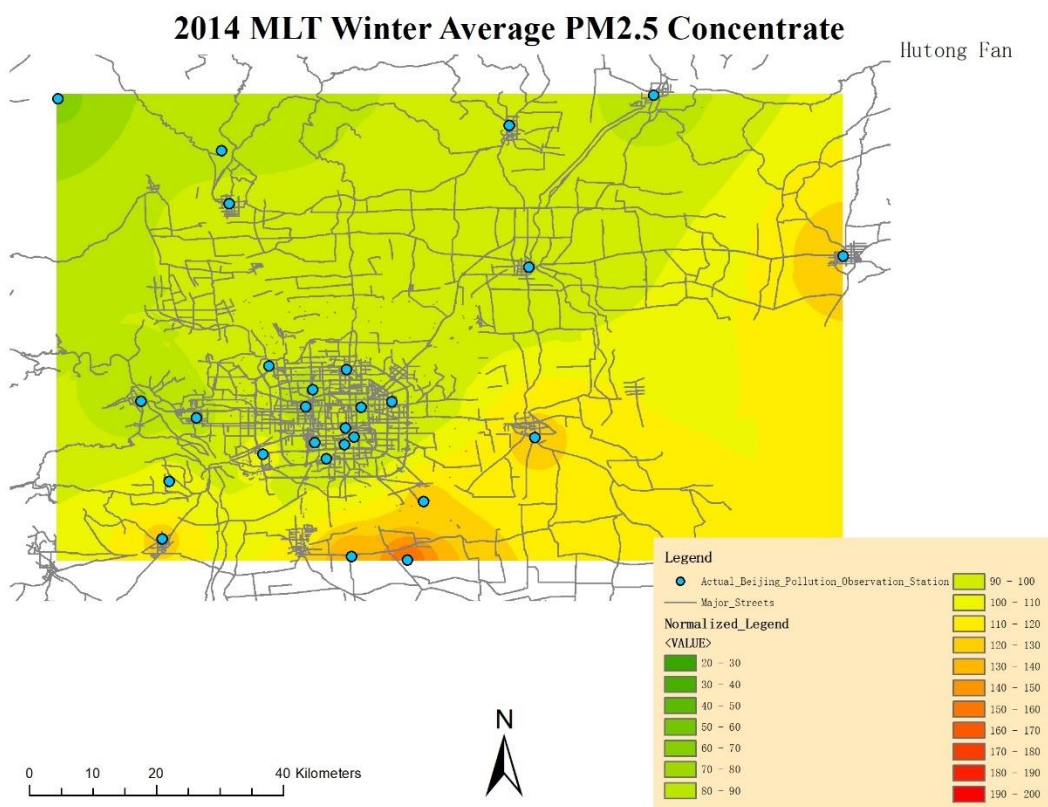 2014 MLT Winter Average PM2.5 Concentrate
Hutong Fan
Legend
Actual_Beijing_Pollution_Observation_Station
Major_Streets
Normalized_Legend
<VALUE>
20 - 30
30 - 40
40 - 50
50 - 60
60 - 70
70 - 80
80 - 90
90 - 100
100 - 110
110 - 120
120 - 130
130 - 140
140 - 150
150 - 160
160 - 170
170 - 180
180 - 190
190 - 200
N
0 10 20 40 Kilometers